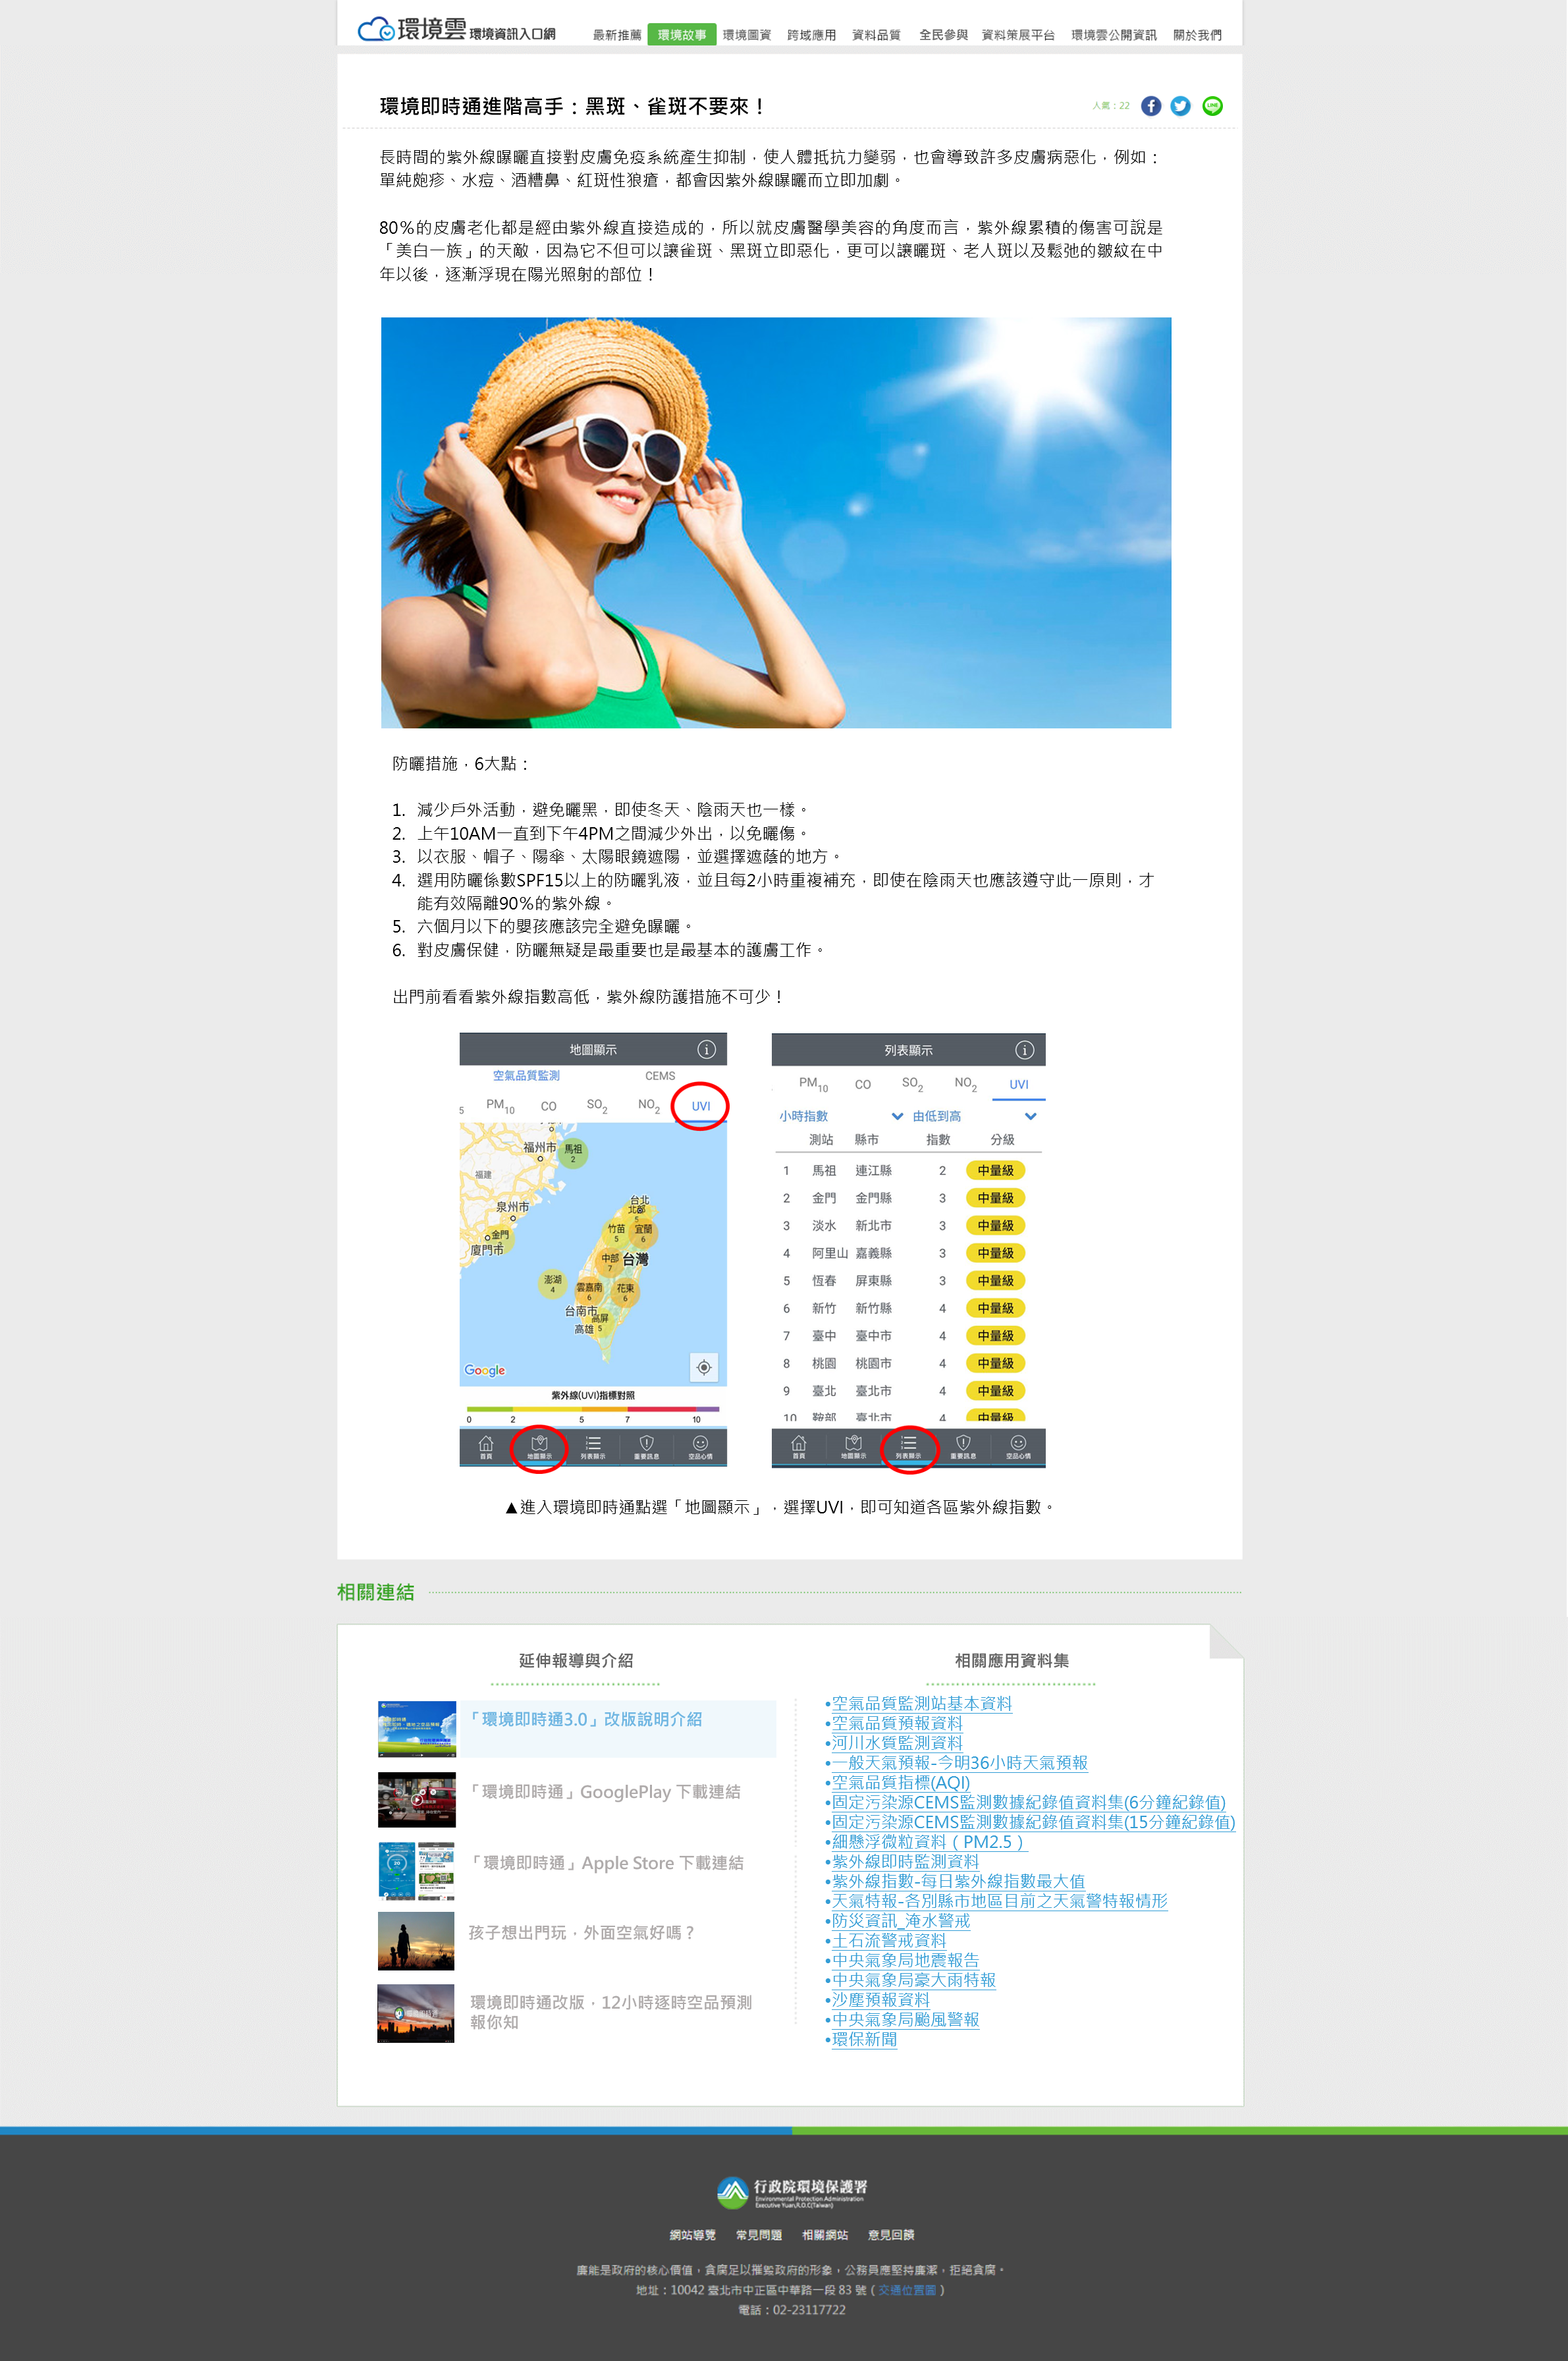 環境雲 環境資訊入口網
最新推薦 環境故事 環境圖資 跨域應用 資料品質 全民參與 資料策展平台 環境雲公開資訊 關於我們
環境即時通進階高手：黑斑、雀斑不要來！
人氣：22
長時間的紫外線曝曬直接對皮膚免疫系統產生抑制，使人體抵抗力變弱，也會導致許多皮膚病惡化，例如：
單純皰疹、水痘、酒糟鼻、紅斑性狼瘡，都會因紫外線曝曬而立即加劇。
80%的皮膚老化都是經由紫外線直接造成的，所以就皮膚醫學美容的角度而言，紫外線累積的傷害可說是
「美白一族」的天敵，因為它不但可以讓雀斑、黑斑立即惡化，更可以讓曬斑、老人斑以及鬆弛的皺紋在中
年以後，逐漸浮現在陽光照射的部位！
防曬措施，6大點：
1. 減少戶外活動，避免曬黑，即使冬天、陰雨天也一樣。
2. 上午10AM一直到下午4PM之間減少外出，以免曬傷。
3. 以衣服、帽子、陽傘、太陽眼鏡遮陽，並選擇遮蔭的地方。
4. 選用防曬係數SPF15以上的防曬乳液，並且每2小時重複補充，即使在陰雨天也應該遵守此一原則，才
能有效隔離90%的紫外線。
5. 六個月以下的嬰孩應該完全避免曝曬。
6. 對皮膚保健，防曬無疑是最重要也是最基本的護膚工作。
出門前看看紫外線指數高低，紫外線防護措施不可少！
地圖顯示
空氣品質監測 CEMS
5 PM10 CO SO2 NO2 UVI
福州市
馬祖
2
福建
泉州市
金門
廈門市
台北
北部
5
竹苗
5
宜蘭
6
中部
7
台灣
澎湖
4
雲嘉南
6
花東
6
台南市
高屏
5
高雄
Google
紫外線(UVI)指標對照
0 2 5 7 10
首頁 地圖顯示 列表顯示 重要訊息 空品心情
列表顯示
PM10 CO SO2 NO2 UVI
小時指數 由低到高
測站 縣市 指數 分級
1 馬祖 連江縣 2 中量級
2 金門 金門縣 3 中量級
3 淡水 新北市 3 中量級
4 阿里山 嘉義縣 3 中量級
5 恆春 屏東縣 3 中量級
6 新竹 新竹縣 4 中量級
7 臺中 臺中市 4 中量級
8 桃園 桃園市 4 中量級
9 臺北 臺北市 4 中量級
10 鞍部 臺北市 4 中量級
首頁 地圖顯示 列表顯示 重要訊息 空品心情
▲進入環境即時通點選「地圖顯示」，選擇UVI，即可知道各區紫外線指數。
相關連結
延伸報導與介紹
「環境即時通3.0」改版說明介紹
「環境即時通」GooglePlay 下載連結
「環境即時通」Apple Store 下載連結
孩子想出門玩，外面空氣好嗎？
環境即時通改版，12小時逐時空品預測
報你知
相關應用資料集
•空氣品質監測站基本資料
•空氣品質預報資料
•河川水質監測資料
•一般天氣預報-今明36小時天氣預報
•空氣品質指標(AQI)
•固定污染源CEMS監測數據紀錄值資料集(6分鐘紀錄值)
•固定污染源CEMS監測數據紀錄值資料集(15分鐘紀錄值)
•細懸浮微粒資料（PM2.5）
•紫外線即時監測資料
•紫外線指數-每日紫外線指數最大值
•天氣特報-各別縣市地區目前之天氣警特報情形
•防災資訊_淹水警戒
•土石流警戒資料
•中央氣象局地震報告
•中央氣象局豪大雨特報
•沙塵預報資料
•中央氣象局颱風警報
•環保新聞
行政院環境保護署
Environmental Protection Administration
Executive Yuan,R.O.C(Taiwan)
網站導覽 常見問題 相關網站 意見回饋
廉能是政府的核心價值，貪腐足以摧毀政府的形象，公務員應堅持廉潔，拒絕貪腐。
地址：10042 臺北市中正區中華路一段 83 號（交通位置圖）
電話：02-23117722